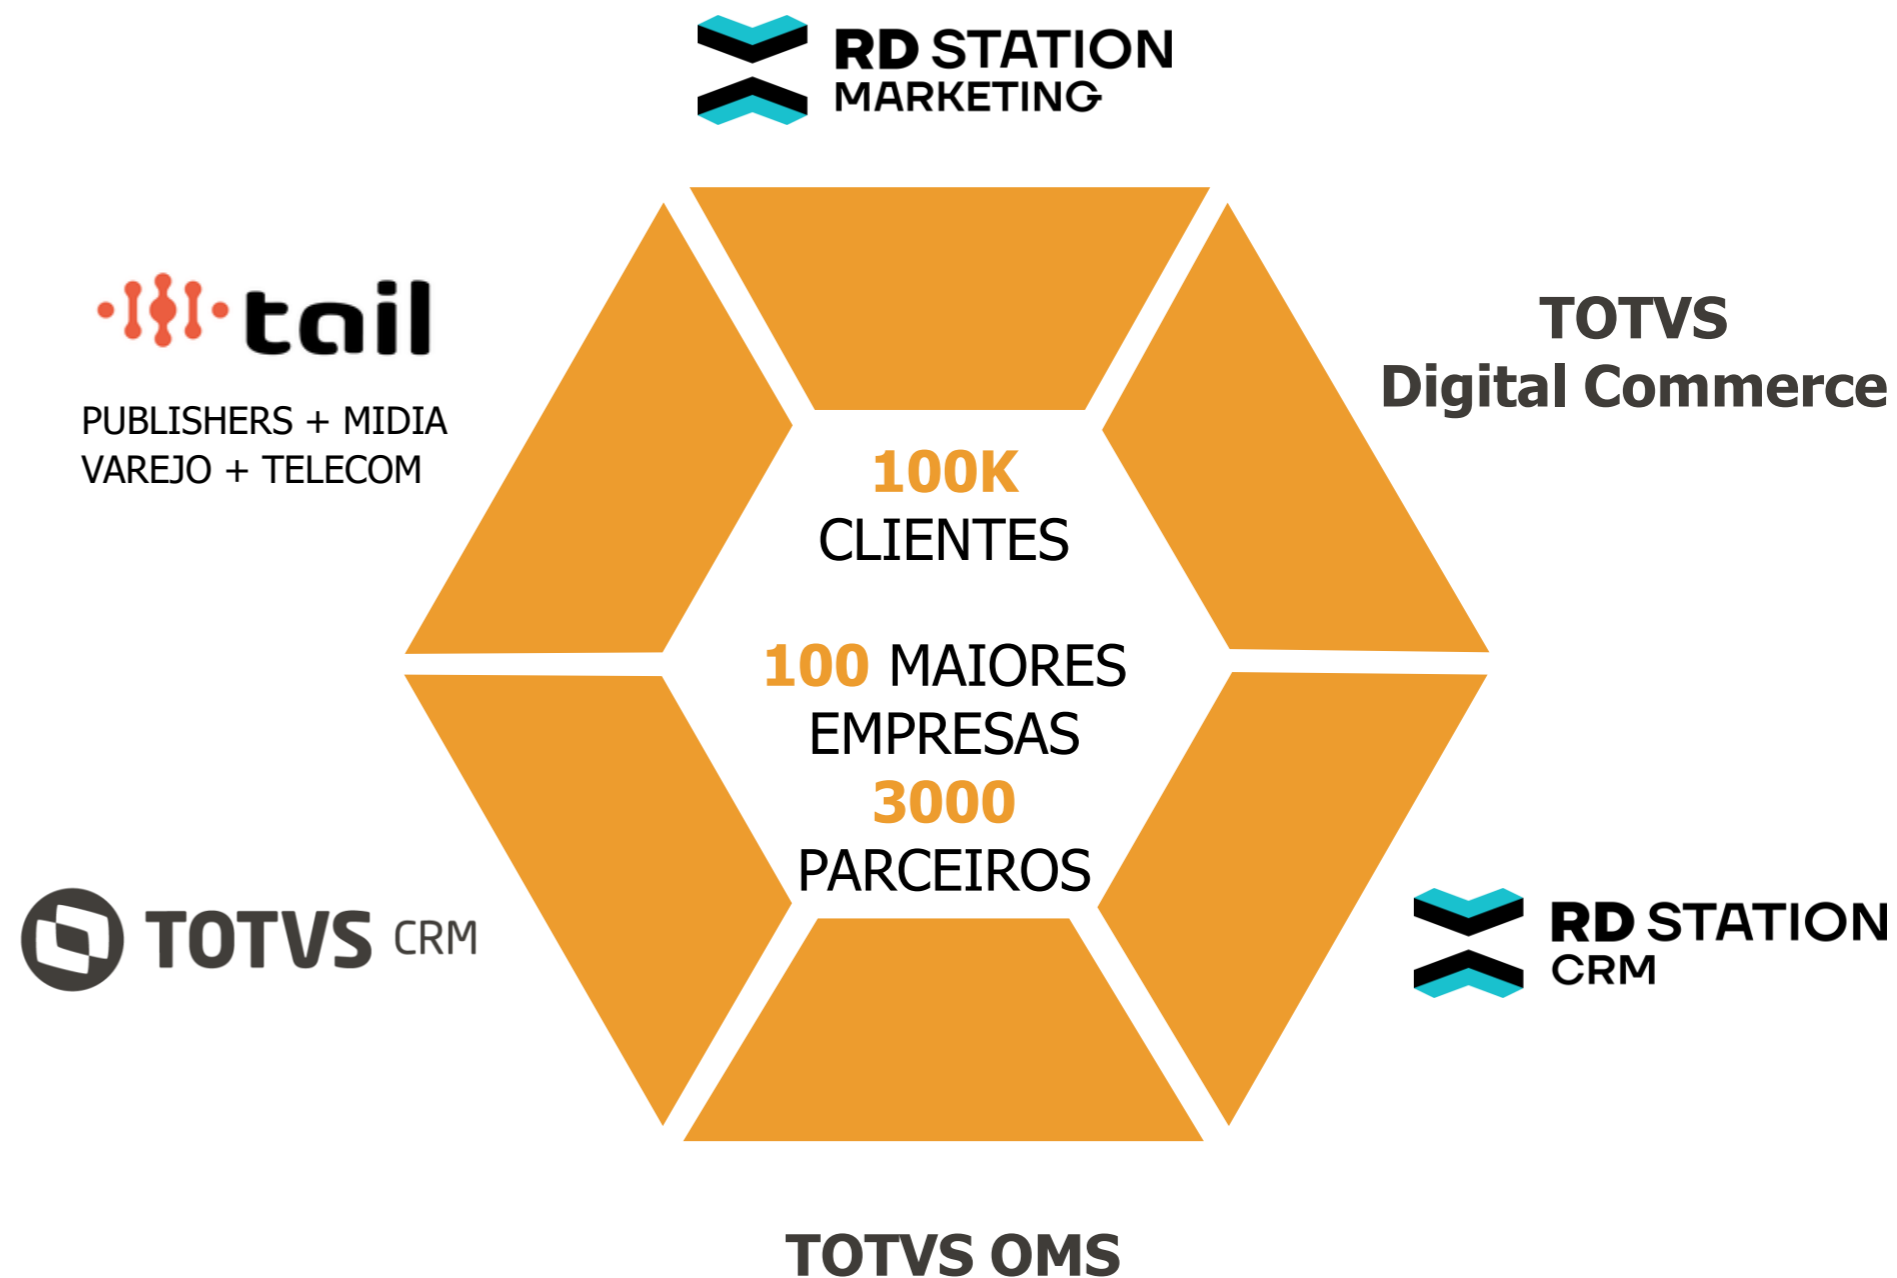 RD STATION
MARKETING
tail
PUBLISHERS + MIDIA
VAREJO + TELECOM
TOTVS
Digital Commerce
100K
CLIENTES
100 MAIORES
EMPRESAS
3000
PARCEIROS
TOTVS CRM
RD STATION
CRM
TOTVS OMS